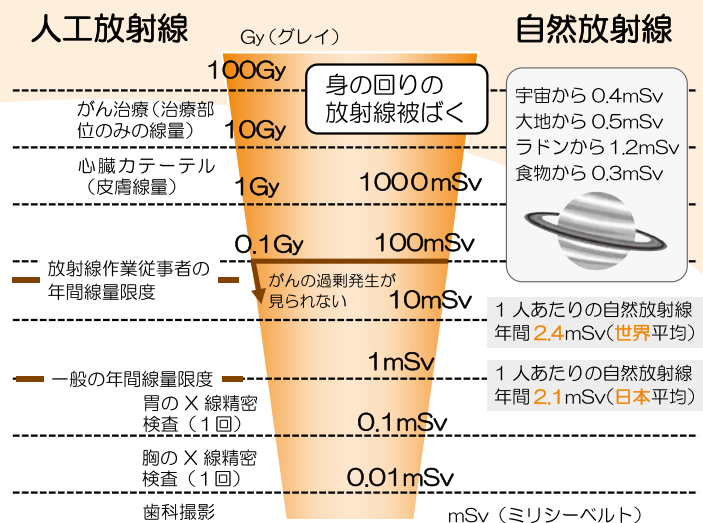 人工放射線
Gy（グレイ）
自然放射線
100Gy
身の回りの
放射線被ばく
宇宙から 0.4mSv
大地から 0.5mSv
ラドンから 1.2mSv
食物から 0.3mSv
がん治療（治療部
位のみの線量）
10Gy
心臓カテーテル
（皮膚線量）
1Gy
1000mSv
0.1Gy
100mSv
放射線作業従事者の
年間線量限度
がんの過剰発生が
見られない
10mSv
1人あたりの自然放射線
年間2.4mSv（世界平均）
1mSv
一般の年間線量限度
1人あたりの自然放射線
年間2.1mSv（日本平均）
胃のX線精密
検査（1回）
0.1mSv
胸のX線精密
検査（1回）
0.01mSv
歯科撮影
mSv（ミリシーベルト）